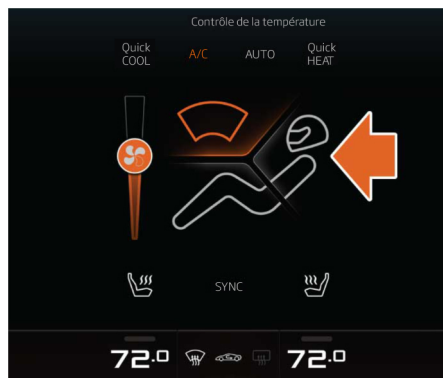 Contrôle de la température
Quick
COOL
A/C
AUTO
Quick
HEAT
SYNC
72.0
72.0